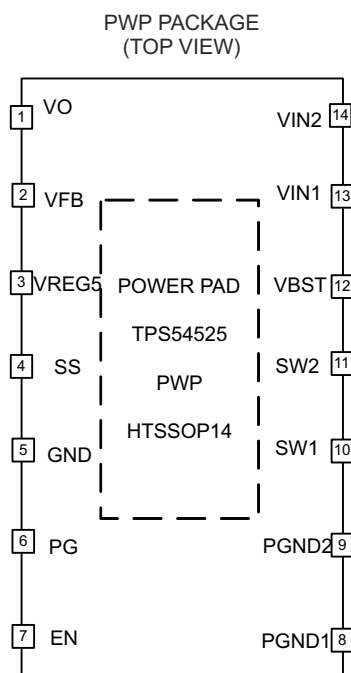 PWP PACKAGE
(TOP VIEW)
1 VO
VIN2 14
2 VFB
VIN1 13
3 VREG5
POWER PAD
VBST 12
TPS54525
4 SS
SW2 11
PWP
HTSSOP14
5 GND
SW1 10
6 PG
PGND2 9
7 EN
PGND1 8